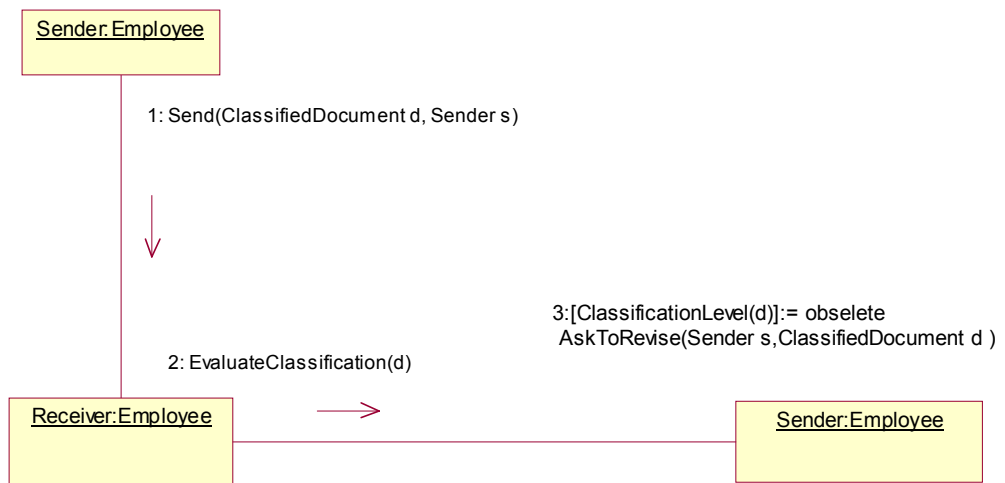 Sender:Employee
1: Send(ClassifiedDocument d, Sender s)
3:[ClassificationLevel(d)]:= obselete
AskToRevise(Sender s,ClassifiedDocument d )
2: EvaluateClassification(d)
Receiver:Employee
Sender:Employee